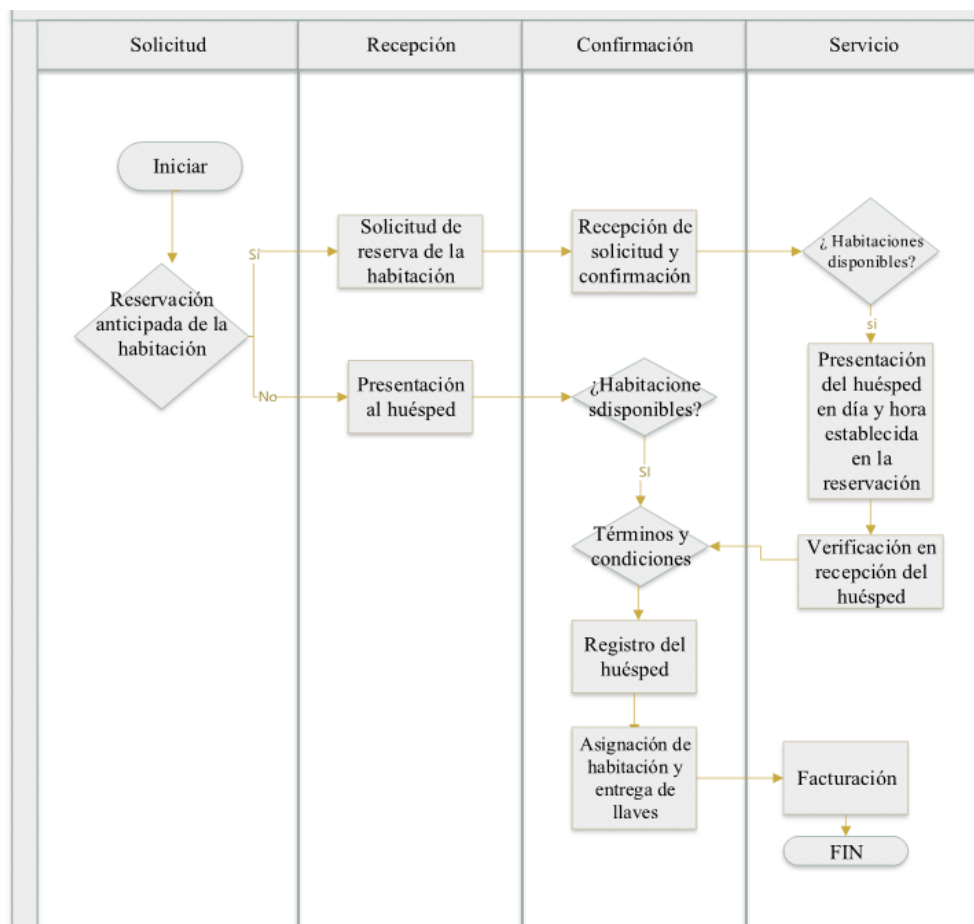 Solicitud
Recepción
Confirmación
Servicio
Iniciar
Reservación
anticipada de la
habitación
Sí
No
Solicitud de
reserva de la
habitación
Recepción de
solicitud y
confirmación
¿ Habitaciones
disponibles?
si
Presentación
al huésped
¿Habitacione
sdisponibles?
SI
Presentación
del huésped
en día y hora
establecida
en la
reservación
Términos y
condiciones
Verificación en
recepción del
huésped
Registro del
huésped
Asignación de
habitación y
entrega de
llaves
Facturación
FIN